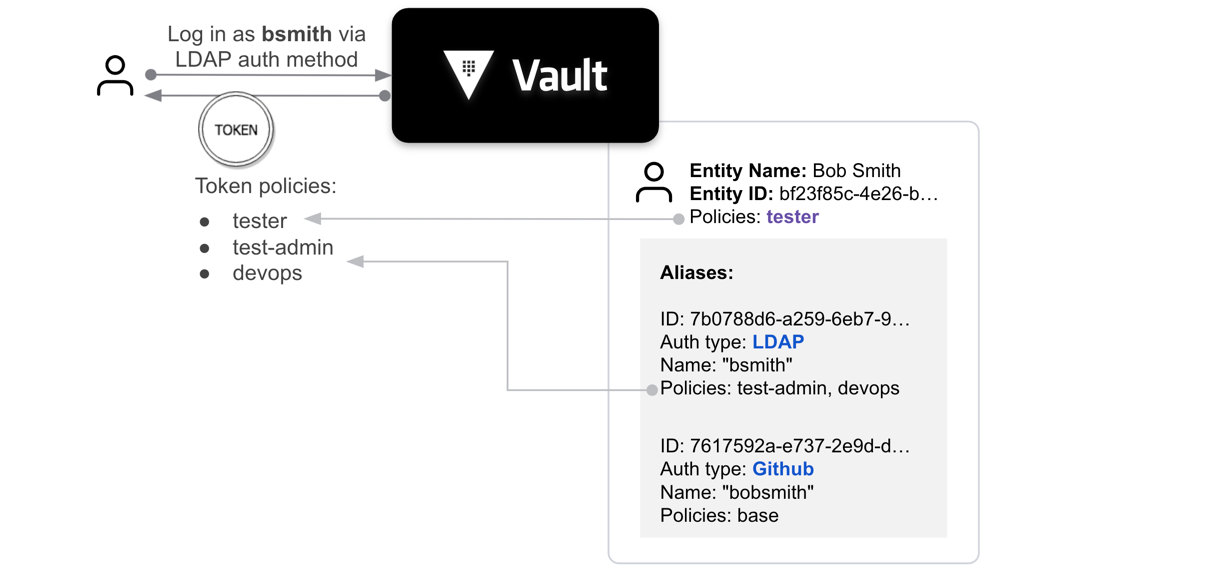 Log in as bsmith via
LDAP auth method
Vault
TOKEN
Token policies:
● tester
● test-admin
● devops
Entity Name: Bob Smith
Entity ID: bf23f85c-4e26-b…
Policies: tester
Aliases:
ID: 7b0788d6-a259-6eb7-9…
Auth type: LDAP
Name: "bsmith"
Policies: test-admin, devops
ID: 7617592a-e737-2e9d-d…
Auth type: Github
Name: "bobsmith"
Policies: base